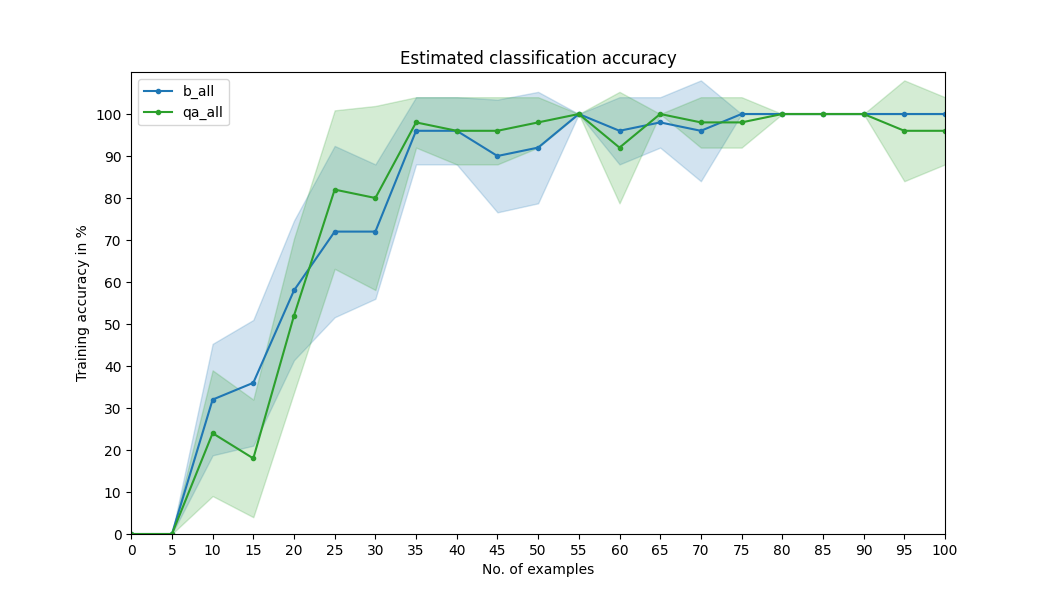 Estimated classification accuracy
b_all
qa_all
Training accuracy in %
100
90
80
70
60
50
40
30
20
10
0
0 5 10 15 20 25 30 35 40 45 50 55 60 65 70 75 80 85 90 95 100
No. of examples